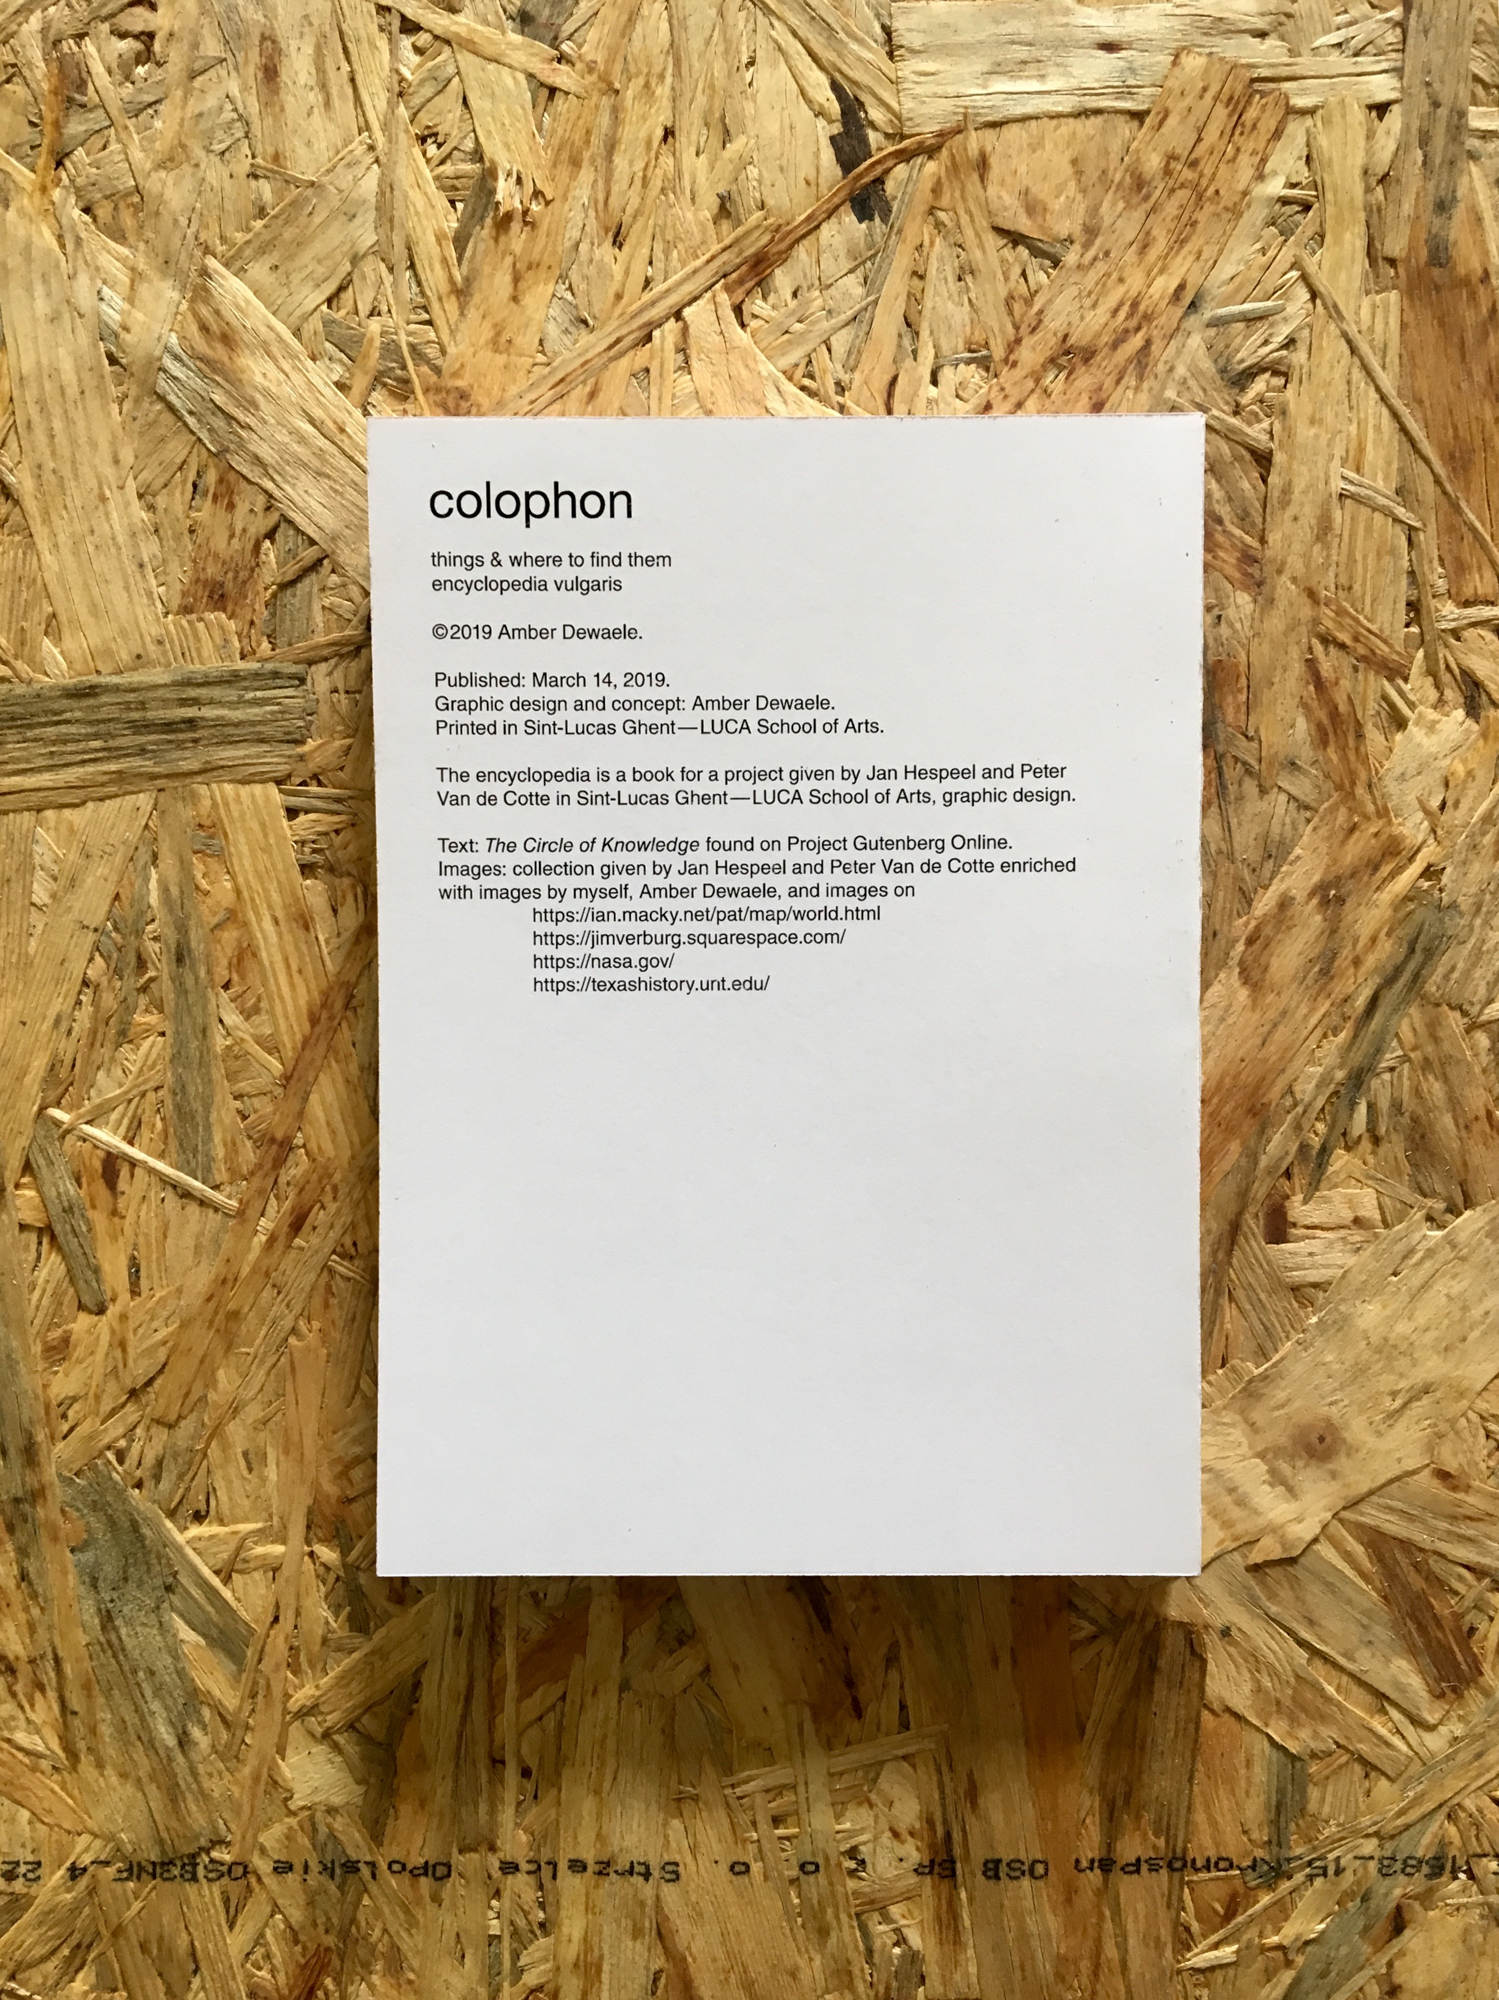 colophon
things & where to find them
encyclopedia vulgaris
©2019 Amber Dewaele.
Published: March 14, 2019.
Graphic design and concept: Amber Dewaele.
Printed in Sint-Lucas Ghent—LUCA School of Arts.
The encyclopedia is a book for a project given by Jan Hespeel and Peter
Van de Cotte in Sint-Lucas Ghent—LUCA School of Arts, graphic design.
Text: The Circle of Knowledge found on Project Gutenberg Online.
Images: collection given by Jan Hespeel and Peter Van de Cotte enriched
with images by myself, Amber Dewaele, and images on
https://ian.macky.net/pat/map/world.html
https://jimverburg.squarespace.com/
https://nasa.gov/
https://texashistory.unt.edu/
Kronospan OSB SP. z o. o. Strzelce Opolskie OSB3NF_4 22